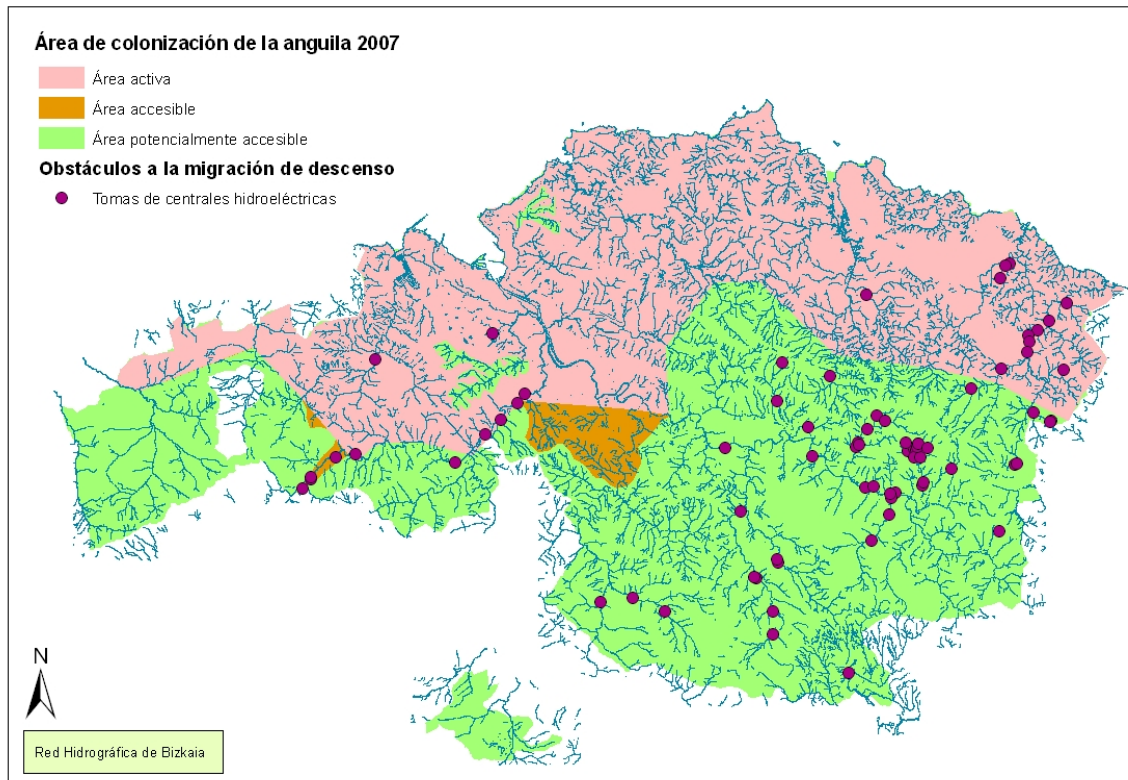 Área de colonización de la anguila 2007
Área activa
Área accesible
Área potencialmente accesible
Obstáculos a la migración de descenso
Tomas de centrales hidroeléctricas
N
Red Hidrográfica de Bizkaia